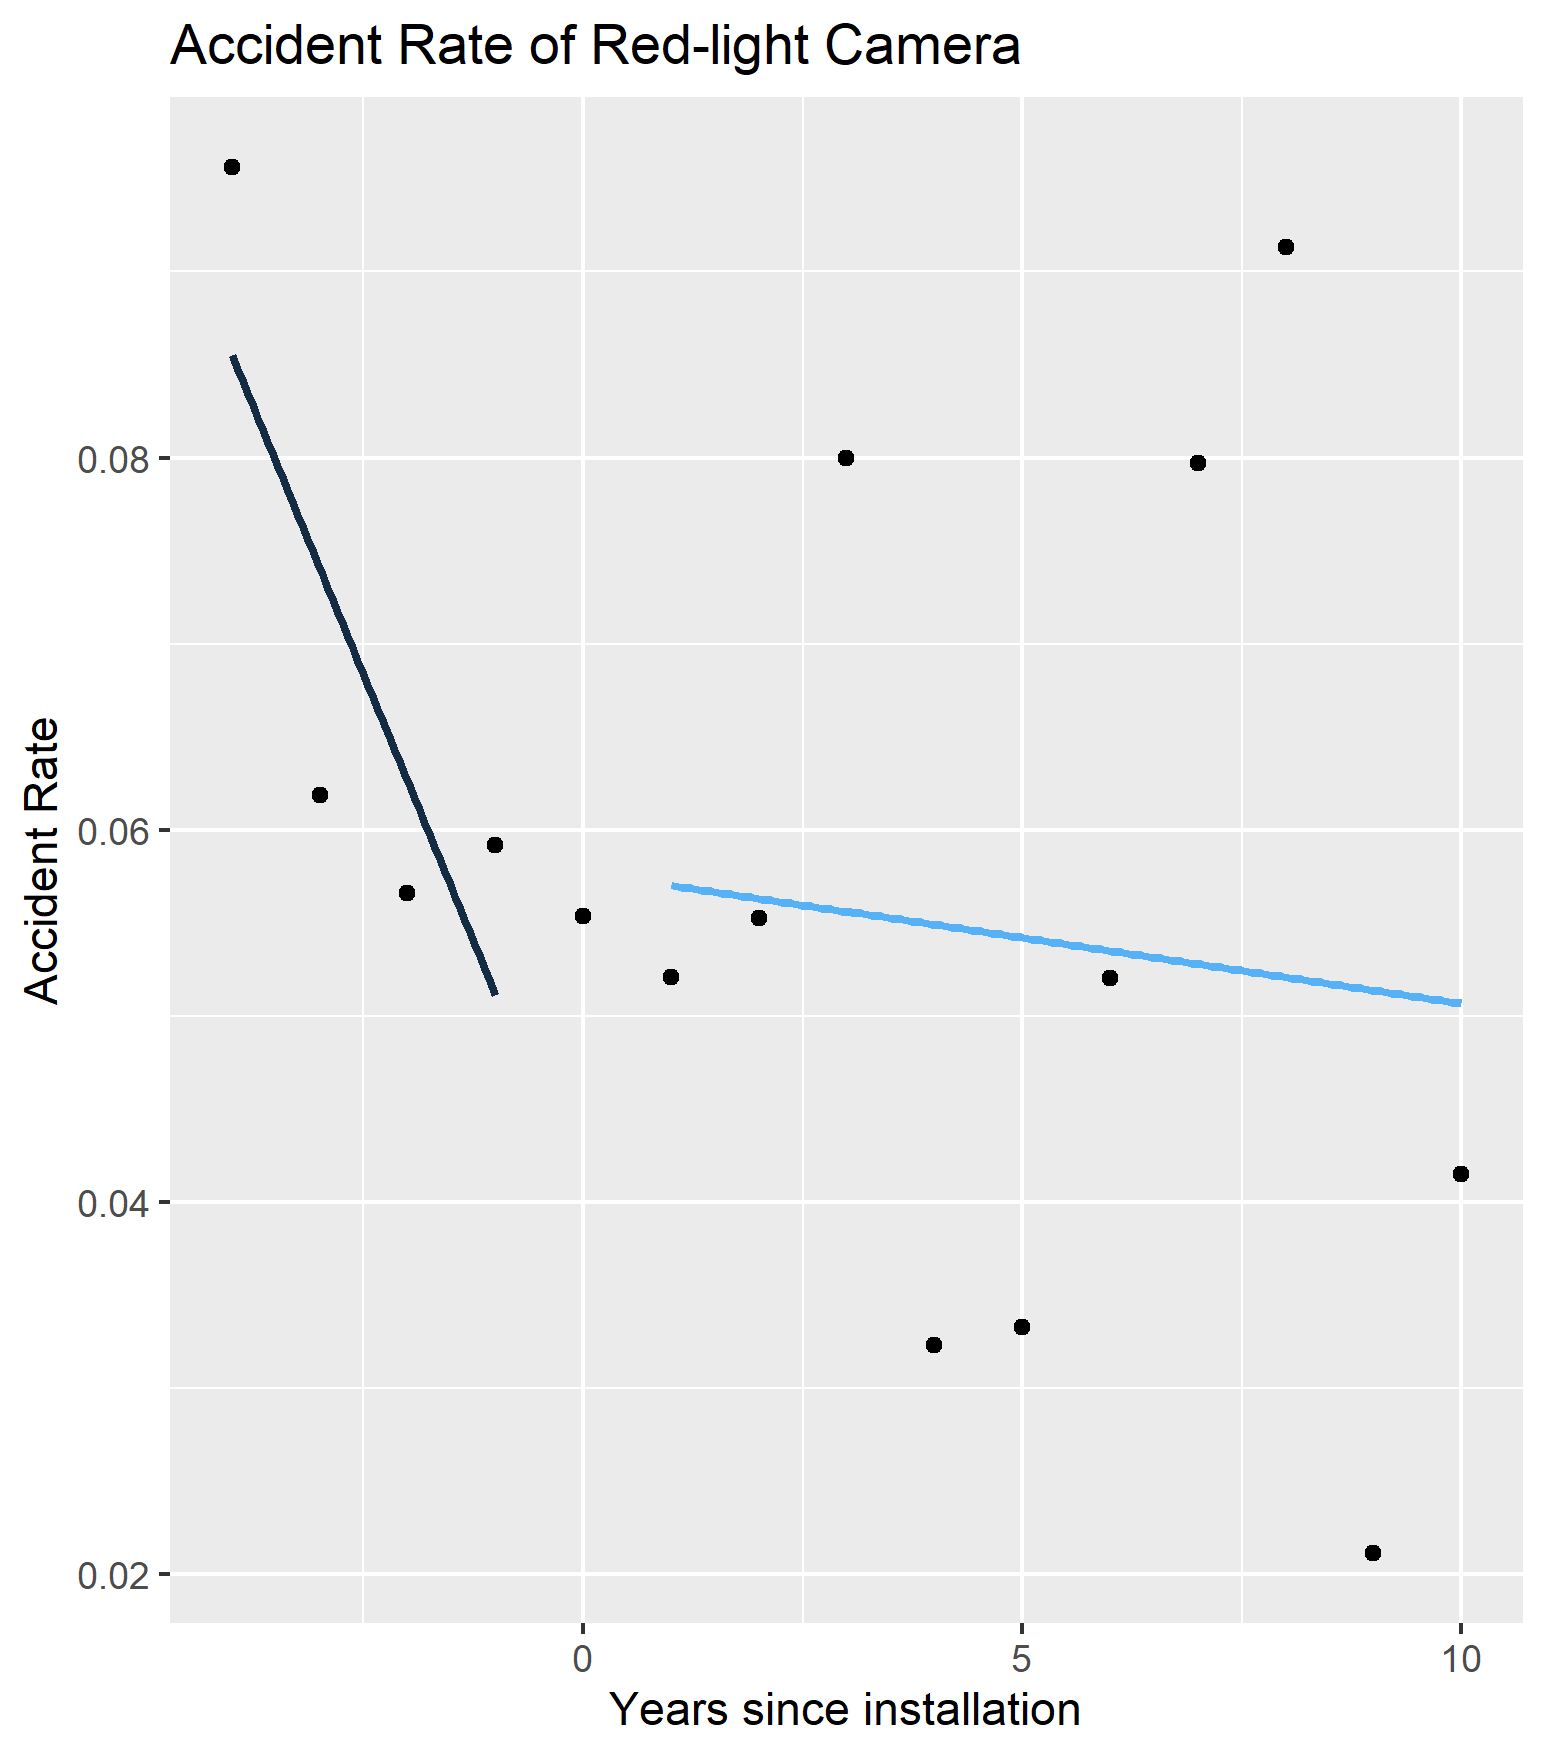 Accident Rate of Red-light Camera
Accident Rate
0.08
0.06
0.04
0.02
0
5
10
Years since installation